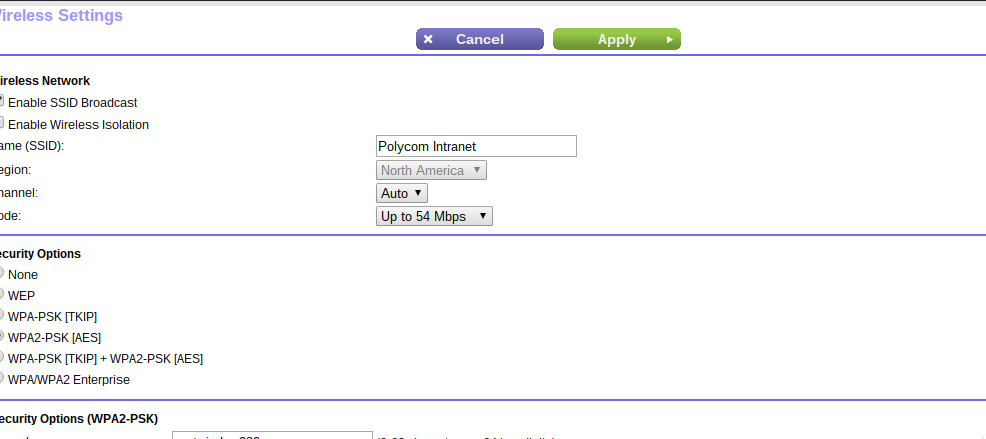 ireless Settings
Cancel
Apply
ireless Network
Enable SSID Broadcast
Enable Wireless Isolation
ame (SSID):
Polycom Intranet
egion:
North America
hannel:
Auto
ode:
Up to 54 Mbps
ecurity Options
None
WEP
WPA-PSK [TKIP]
WPA2-PSK [AES]
WPA-PSK [TKIP] + WPA2-PSK [AES]
WPA/WPA2 Enterprise
ecurity Options (WPA2-PSK)